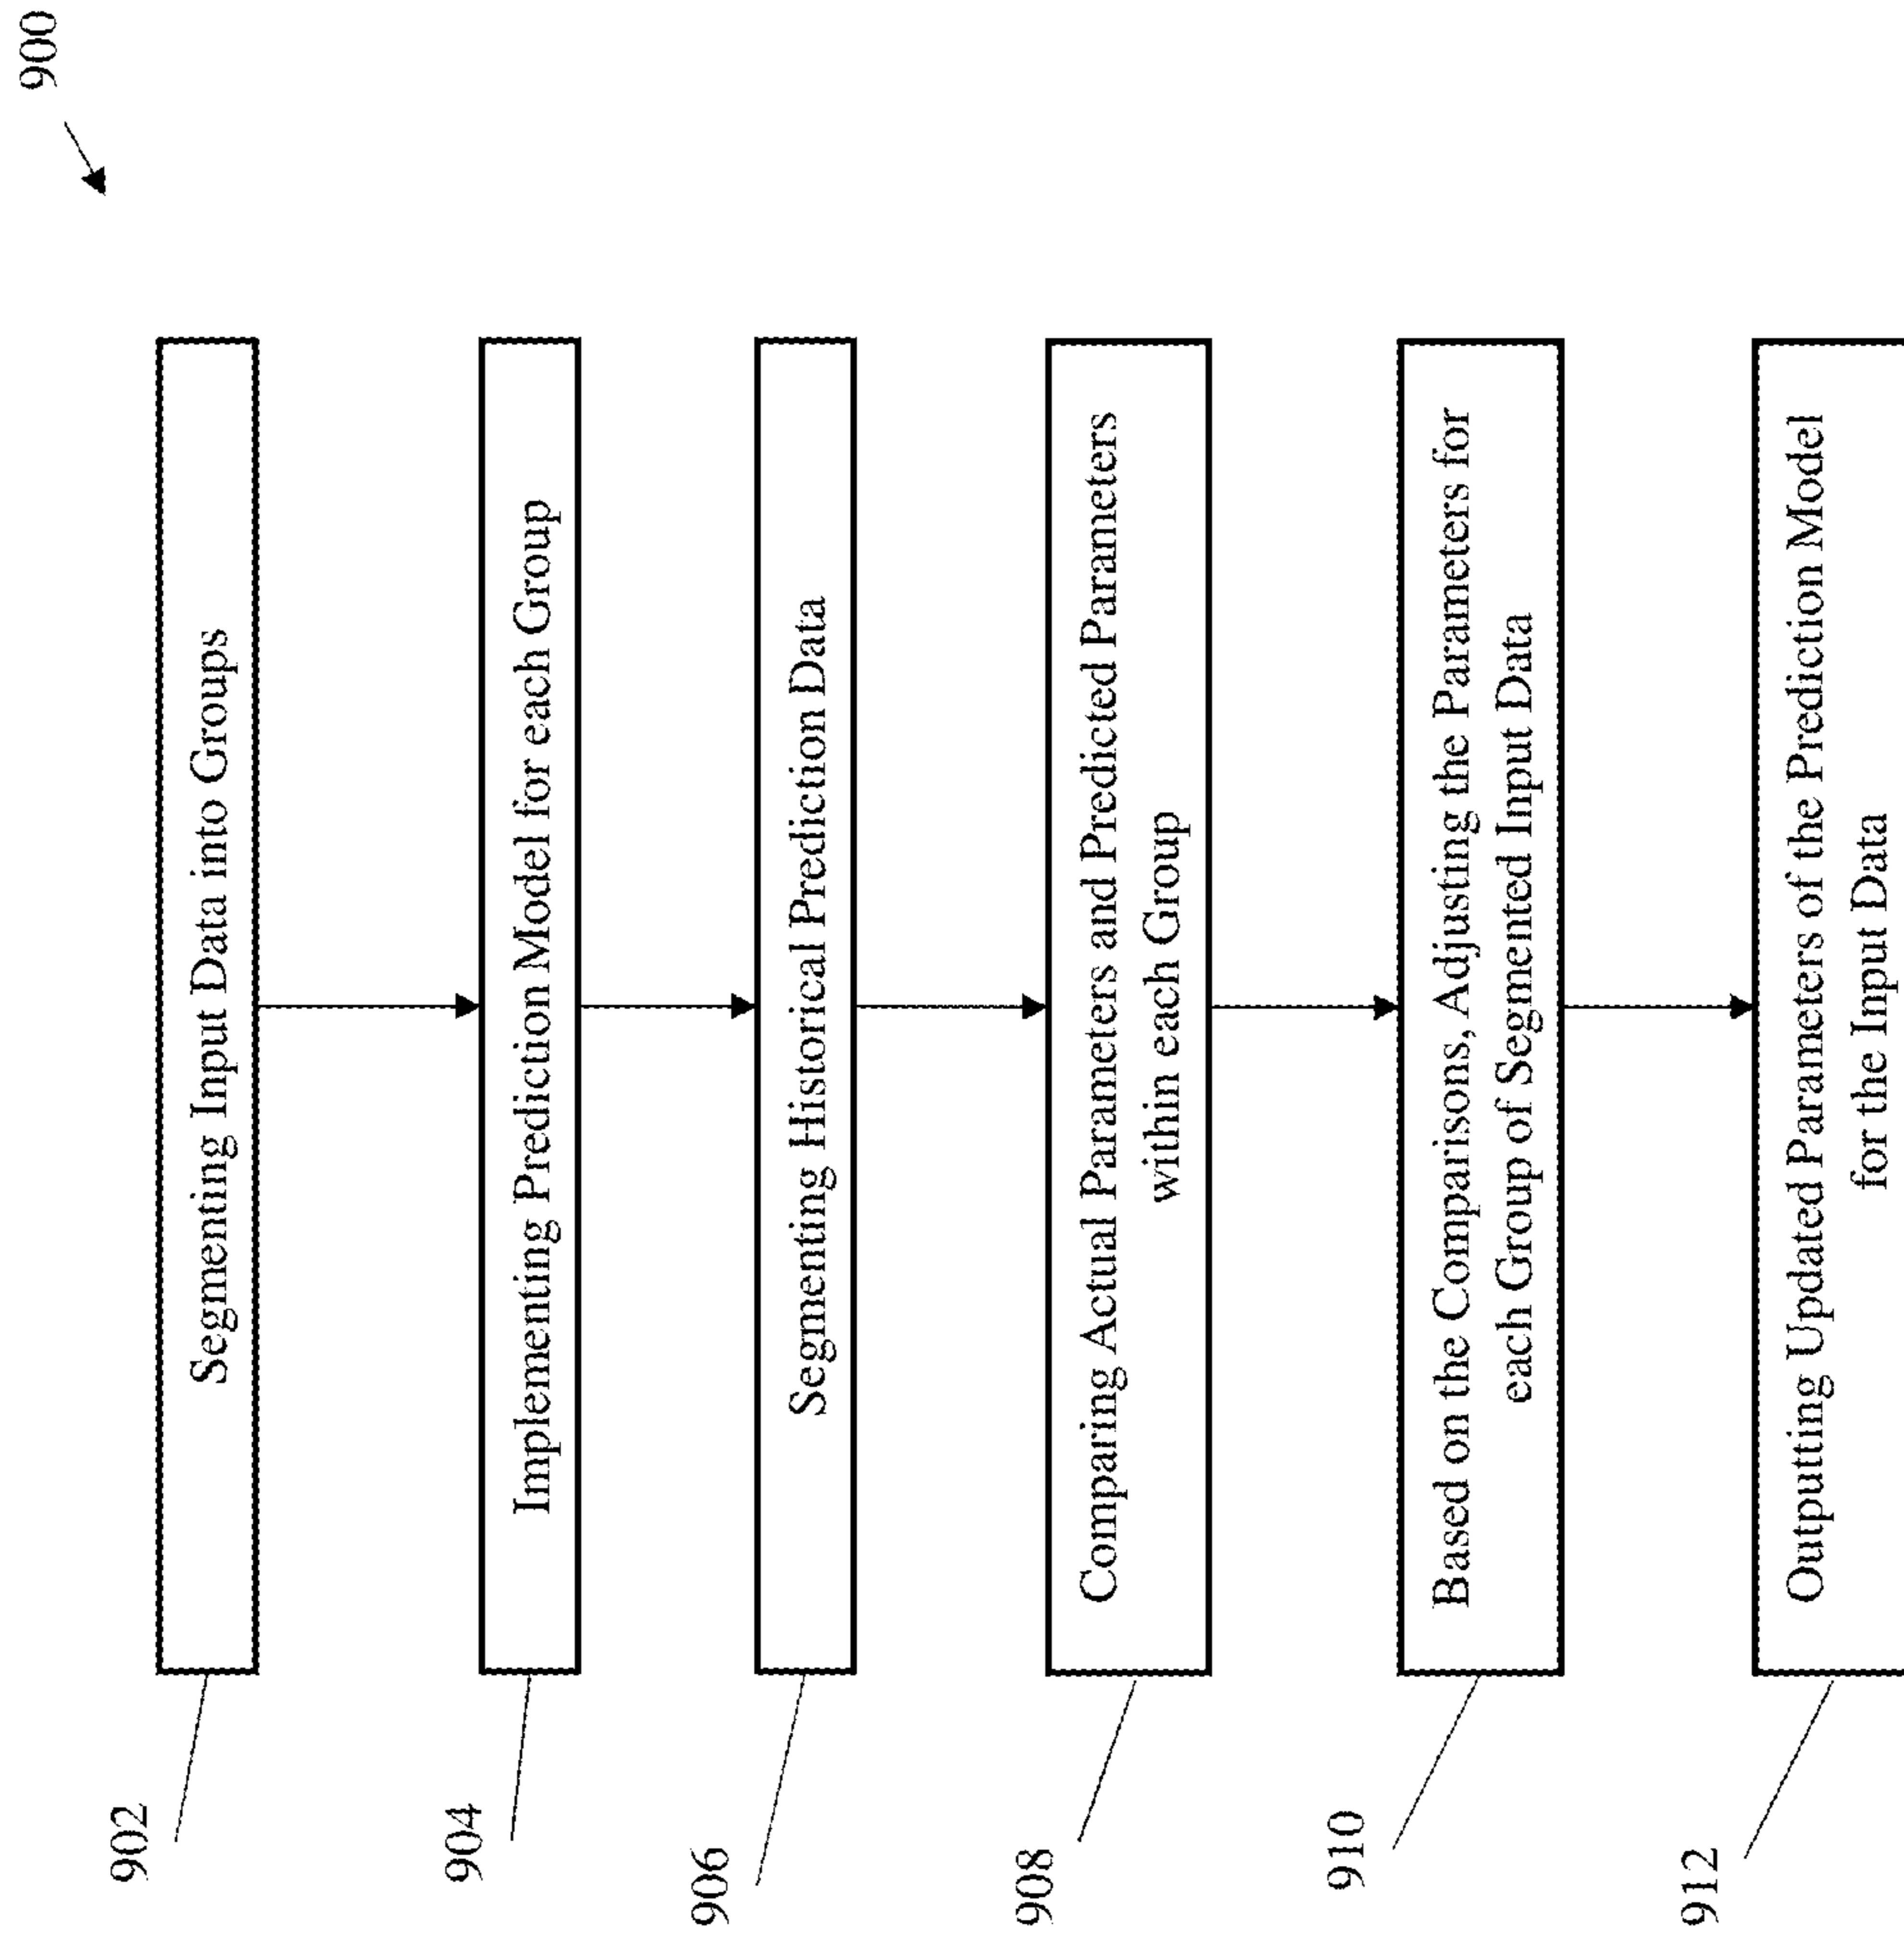 900
902
Segmenting Input Data into Groups
904
Implementing Prediction Model for each Group
906
Segmenting Historical Prediction Data
908
Comparing Actual Parameters and Predicted Parameters
within each Group
910
Based on the Comparisons, Adjusting the Parameters for
each Group of Segmented Input Data
912
Outputting Updated Parameters of the Prediction Model
for the Input Data